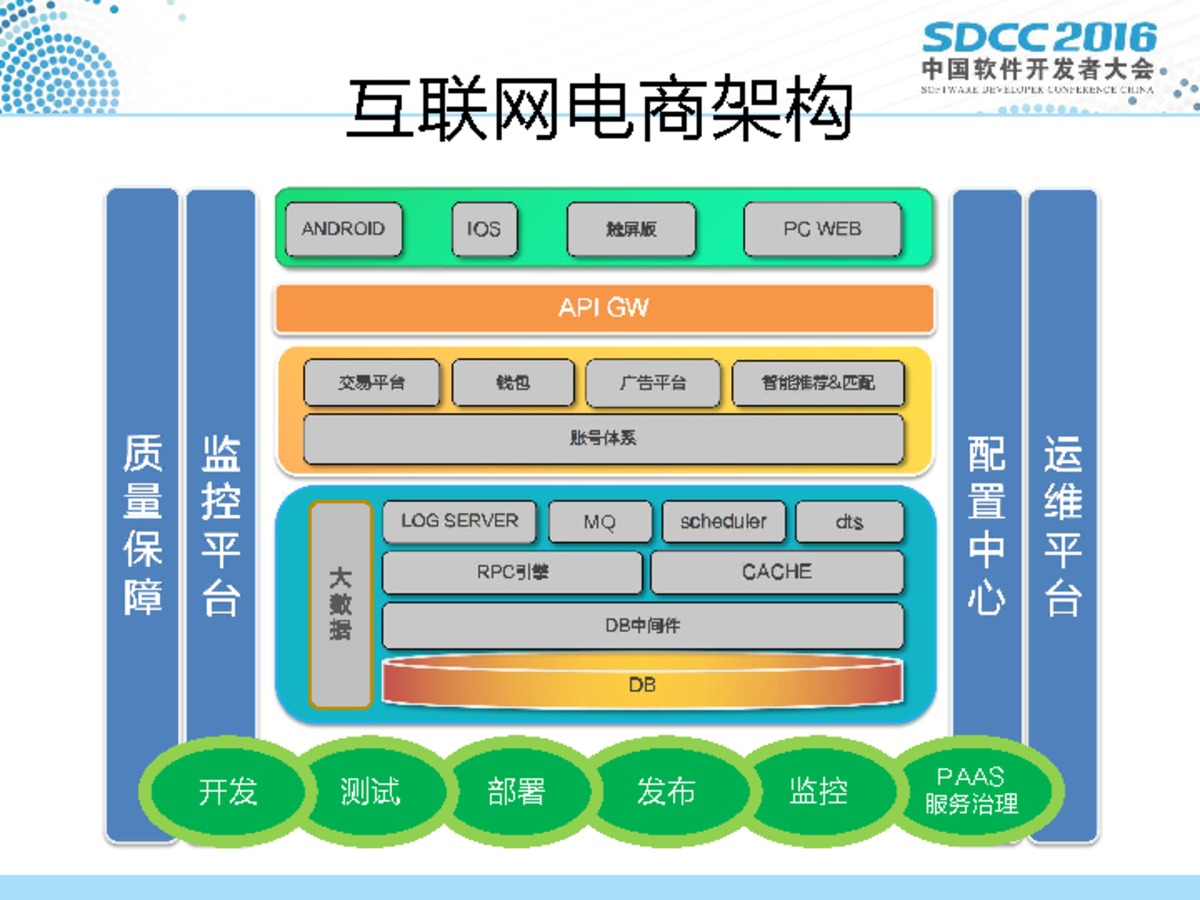 SDCC 2016
中国软件开发者大会
SOFTWARE DEVELOPER CONFERENCE CHINA
互联网电商架构
质量保障
监控平台
ANDROID
IOS
触屏版
PC WEB
API GW
交易平台
钱包
广告平台
智能推荐&匹配
账号体系
大数据
LOG SERVER
MQ
scheduler
dts
RPC引擎
CACHE
DB中间件
DB
配置中心
运维平台
开发
测试
部署
发布
监控
PAAS
服务治理